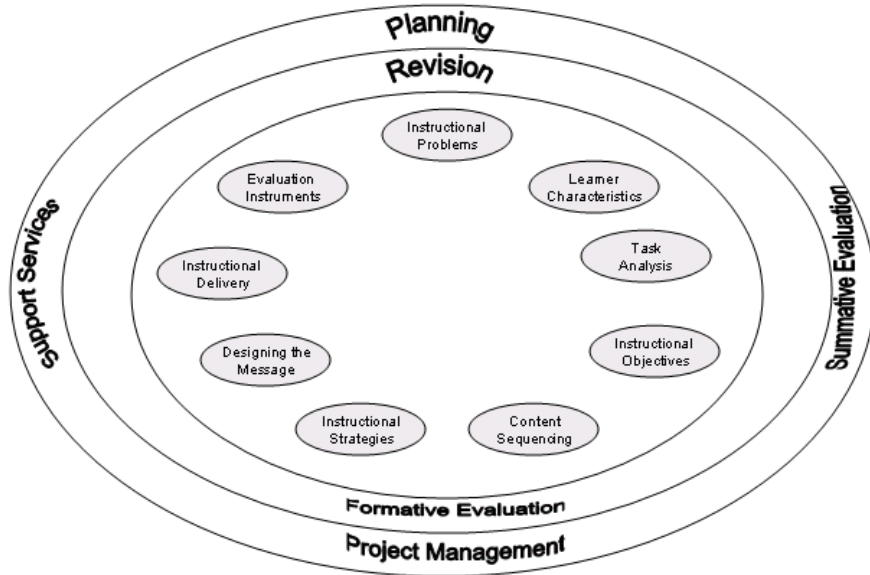 Planning
Revision
Instructional
Problems
Learner
Characteristics
Task
Analysis
Instructional
Objectives
Content
Sequencing
Instructional
Strategies
Designing the
Message
Instructional
Delivery
Evaluation
Instruments
Support Services
Summative Evaluation
Formative Evaluation
Project Management